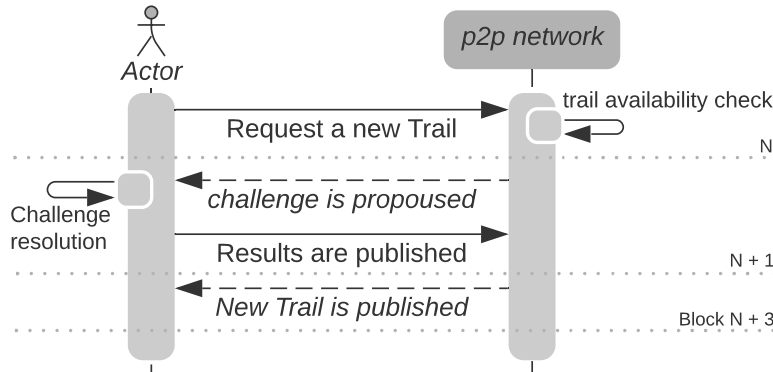 Actor
p2p network
trail availability check
Request a new Trail
N
challenge is propoused
Challenge
resolution
Results are published
N + 1
New Trail is published
Block N + 3